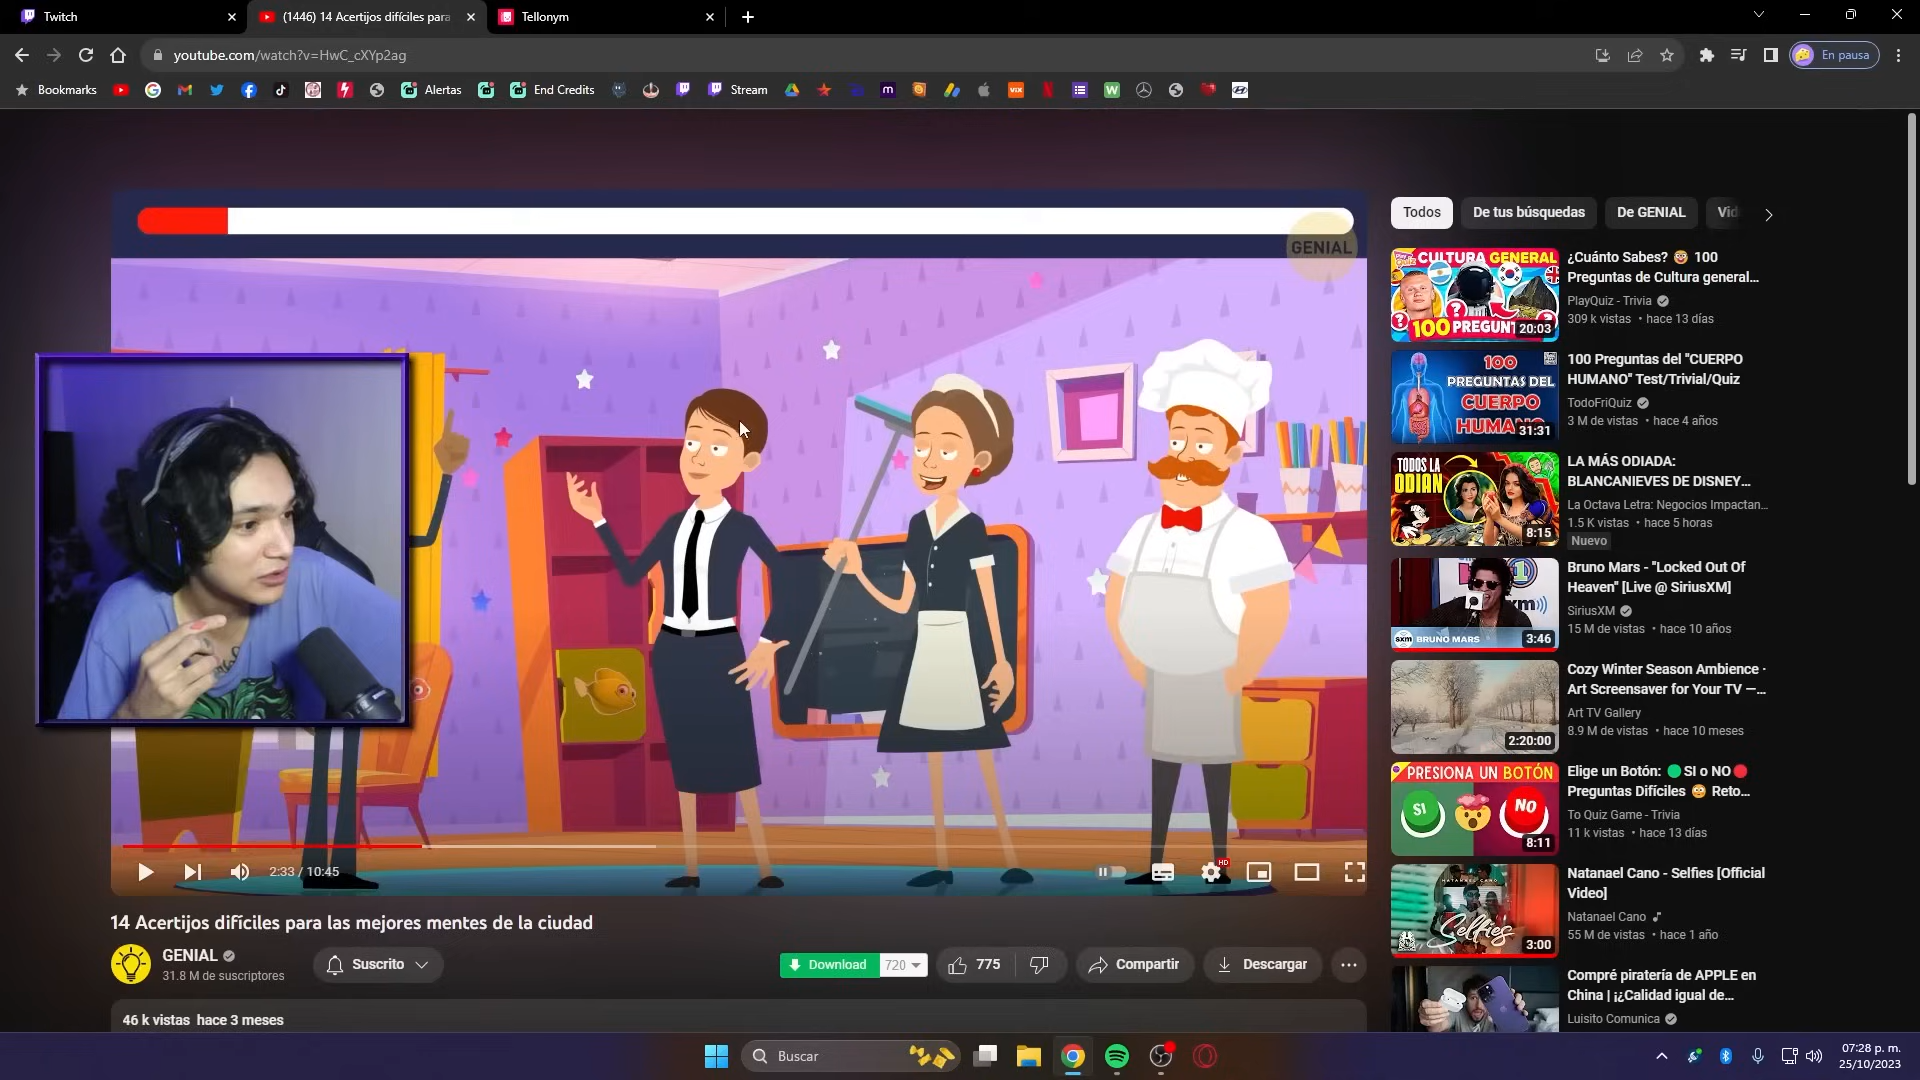 Twitch
(1446) 14 Acertijos difíciles para
Tellonym
youtube.com/watch?v=HwC_cXYp2ag
En pausa
Bookmarks
Alertas
End Credits
Stream
GENIAL
2:33 / 10:45
HD
14 Acertijos difíciles para las mejores mentes de la ciudad
GENIAL
31.8 M de suscriptores
Suscrito
Download
720
775
Compartir
Descargar
46 k vistas hace 3 meses
Todos
De tus búsquedas
De GENIAL
CULTURA GENERAL
100 PREGUNT
20:03
¿Cuánto Sabes? 100
Preguntas de Cultura general...
PlayQuiz - Trivia
309 k vistas • hace 13 días
100
PREGUNTAS DEL
CUERPO
HUMANO
31:31
100 Preguntas del "CUERPO
HUMANO" Test/Trivial/Quiz
TodoFriQuiz
3 M de vistas • hace 4 años
TODOS LA
ODIAN
8:15
LA MÁS ODIADA:
BLANCANIEVES DE DISNEY...
La Octava Letra: Negocios Impactan...
1.5 K vistas • hace 5 horas
Nuevo
sxm BRUNO MARS
3:46
Bruno Mars - "Locked Out Of
Heaven" [Live @ SiriusXM]
SiriusXM
15 M de vistas • hace 10 años
2:20:00
Cozy Winter Season Ambience ·
Art Screensaver for Your TV —...
Art TV Gallery
8.9 M de vistas • hace 10 meses
PRESIONA UN BOTÓN
SI
NO
8:11
Elige un Botón: SI o NO
Preguntas Difíciles Reto...
To Quiz Game - Trivia
11 k vistas • hace 13 días
NATANAEL CANO
Selfies
3:00
Natanael Cano - Selfies [Official
Video]
Natanael Cano
55 M de vistas • hace 1 año
Compré piratería de APPLE en
China | ¡¿Calidad igual de...
Luisito Comunica
Buscar
07:28 p. m.
25/10/2023